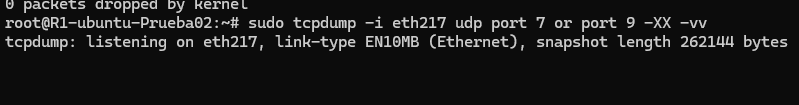 0 packets dropped by kernel
root@R1-ubuntu-Prueba02:~# sudo tcpdump -i eth217 udp port 7 or port 9 -XX -vv
tcpdump: listening on eth217, link-type EN10MB (Ethernet), snapshot length 262144 bytes